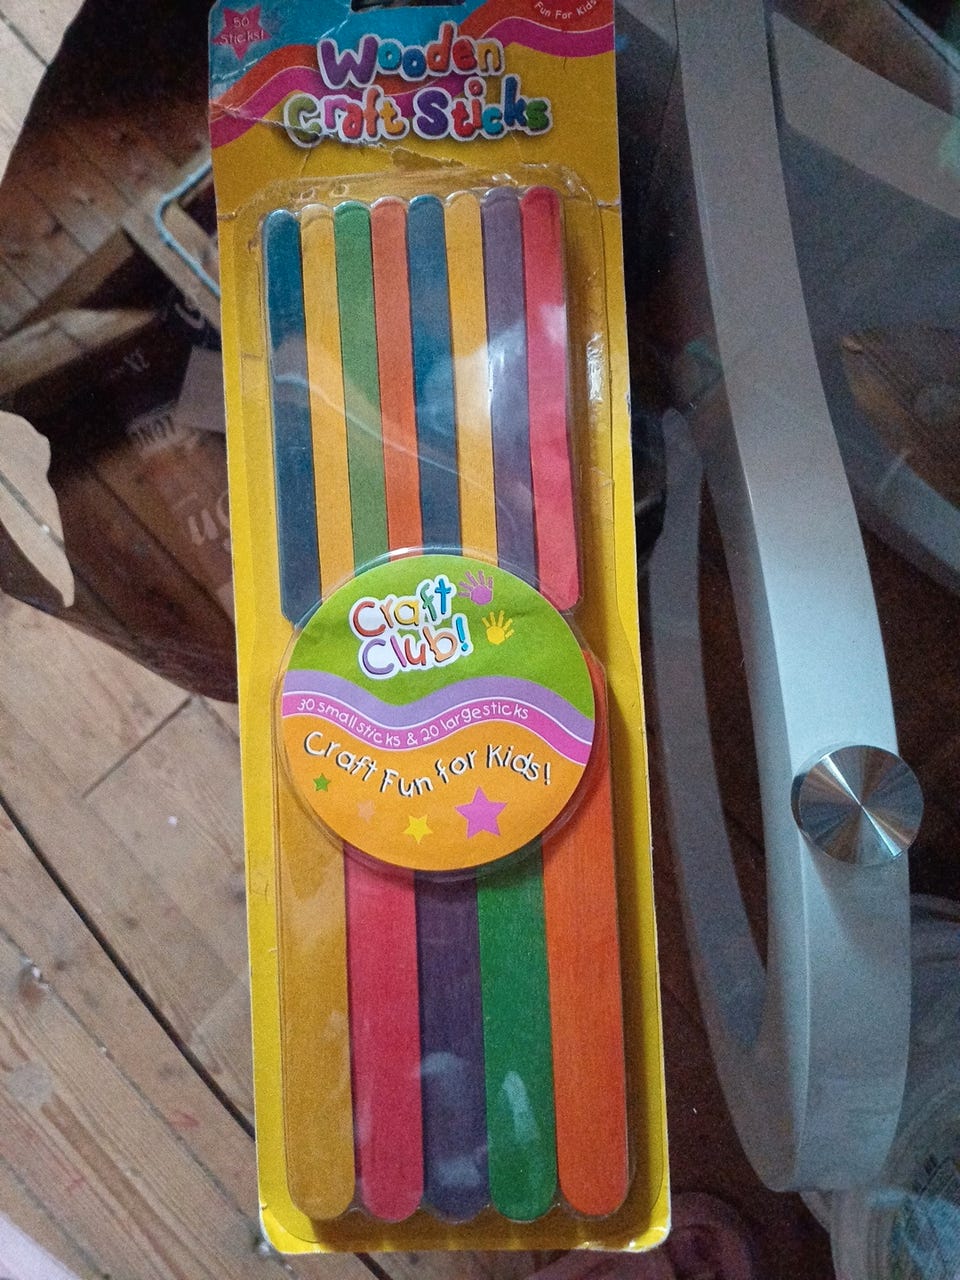 50
Sticks!
Fun For Kids
Wooden
Craft Sticks
Craft
Club!
30 small sticks & 20 large sticks
Craft Fun for Kids!